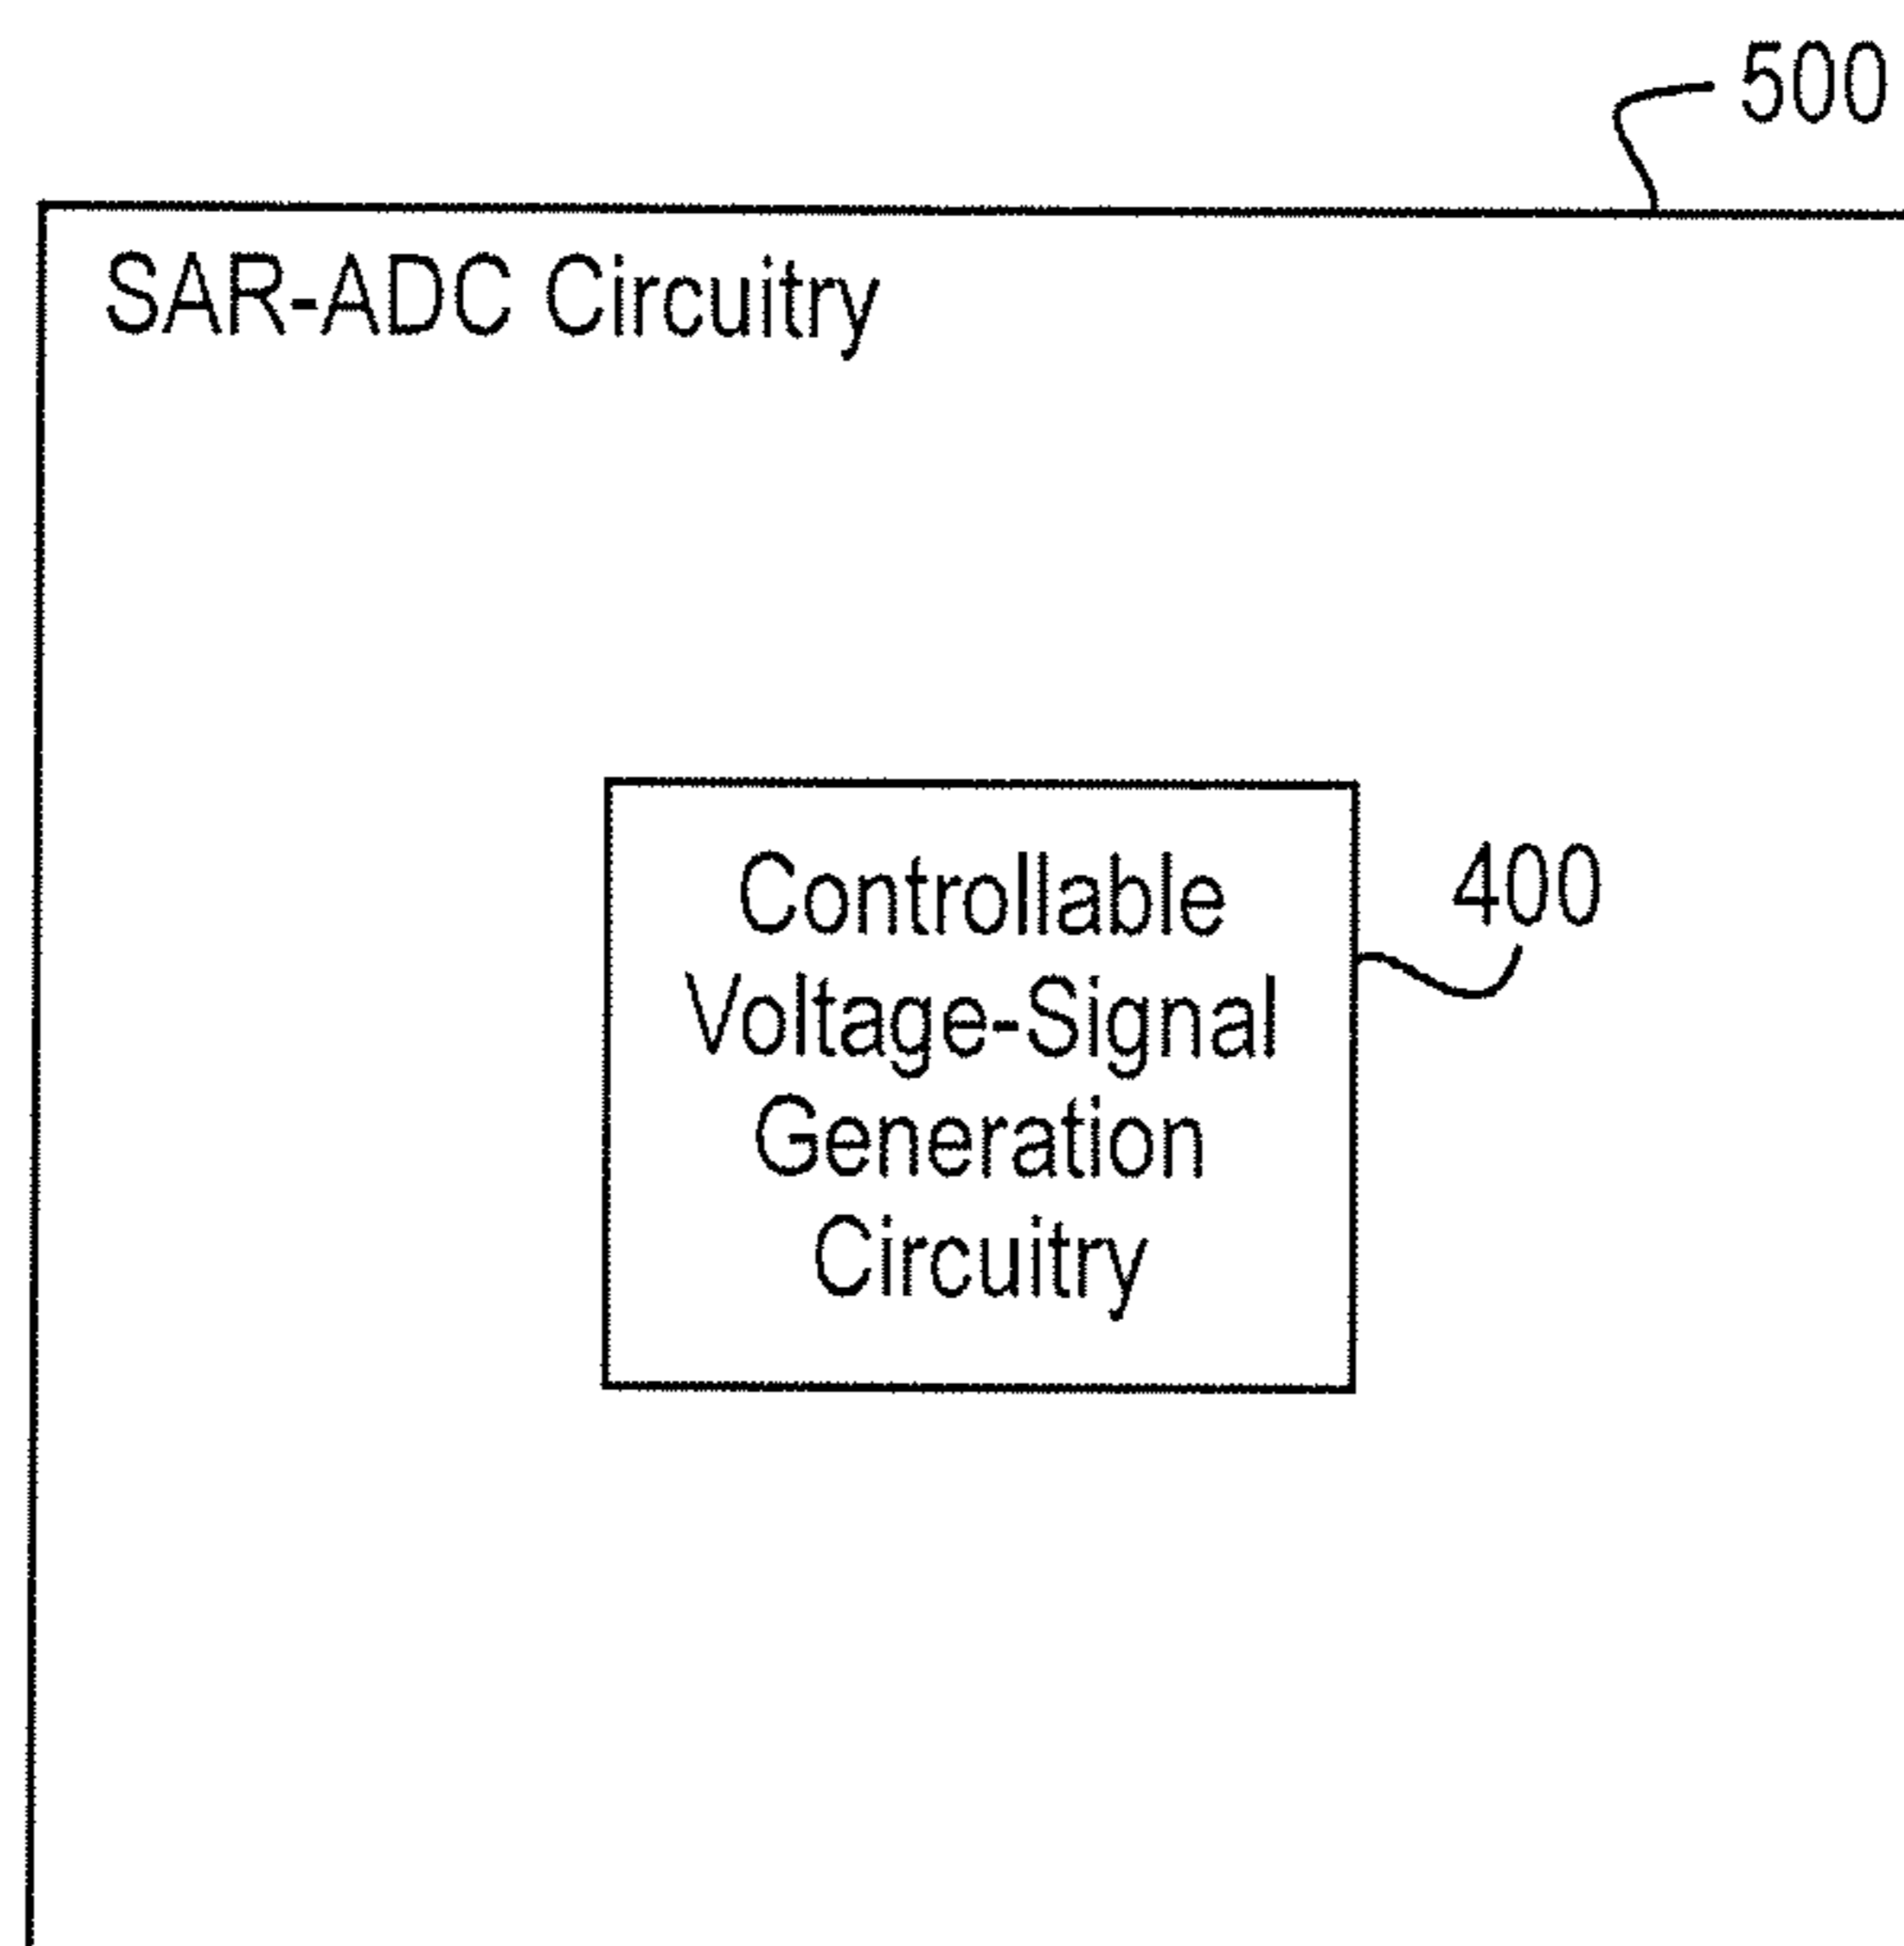 500
SAR-ADC Circuitry
Controllable
Voltage-Signal
Generation
Circuitry
400